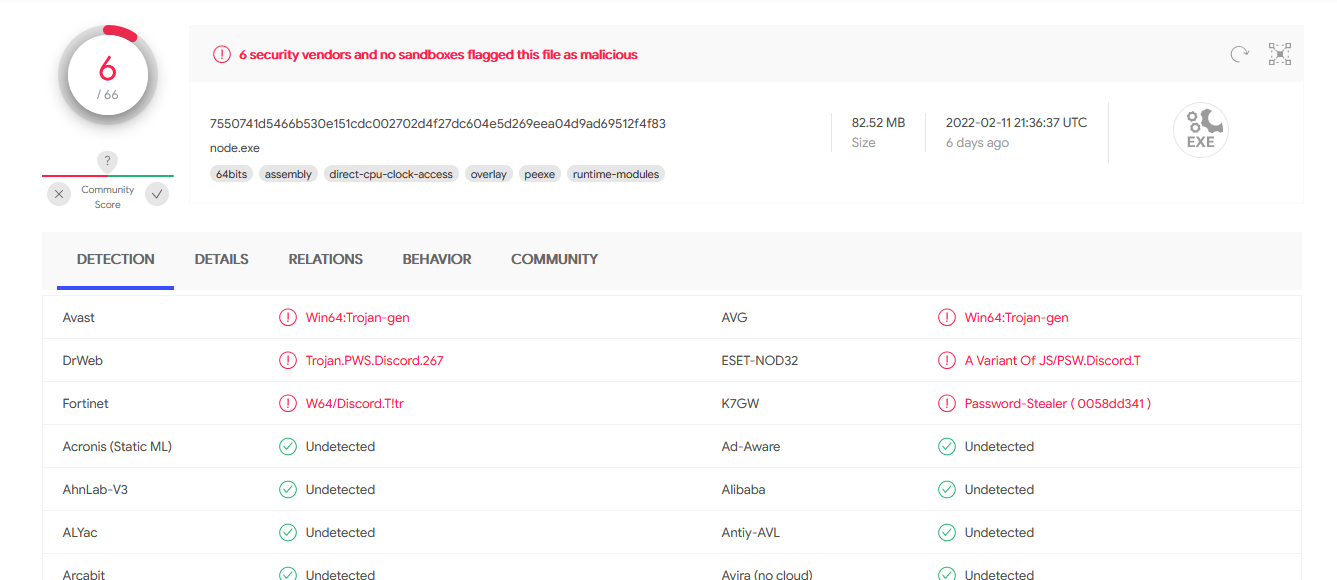 6
/ 66
?
Community
Score
6 security vendors and no sandboxes flagged this file as malicious
7550741d5466b530e151cdc002702d4f27dc604e5d269eea04d9ad69512f4f83
node.exe
64bits assembly direct-cpu-clock-access overlay peexe runtime-modules
82.52 MB
Size
2022-02-11 21:36:37 UTC
6 days ago
EXE
DETECTION DETAILS RELATIONS BEHAVIOR COMMUNITY
Avast Win64:Trojan-gen AVG Win64:Trojan-gen
DrWeb Trojan.PWS.Discord.267 ESET-NOD32 A Variant Of JS/PSW.Discord.T
Fortinet W64/Discord.T!tr K7GW Password-Stealer ( 0058dd341 )
Acronis (Static ML) Undetected Ad-Aware Undetected
AhnLab-V3 Undetected Alibaba Undetected
ALYac Undetected Antiy-AVL Undetected
Arcabit Undetected Avira (no cloud) Undetected